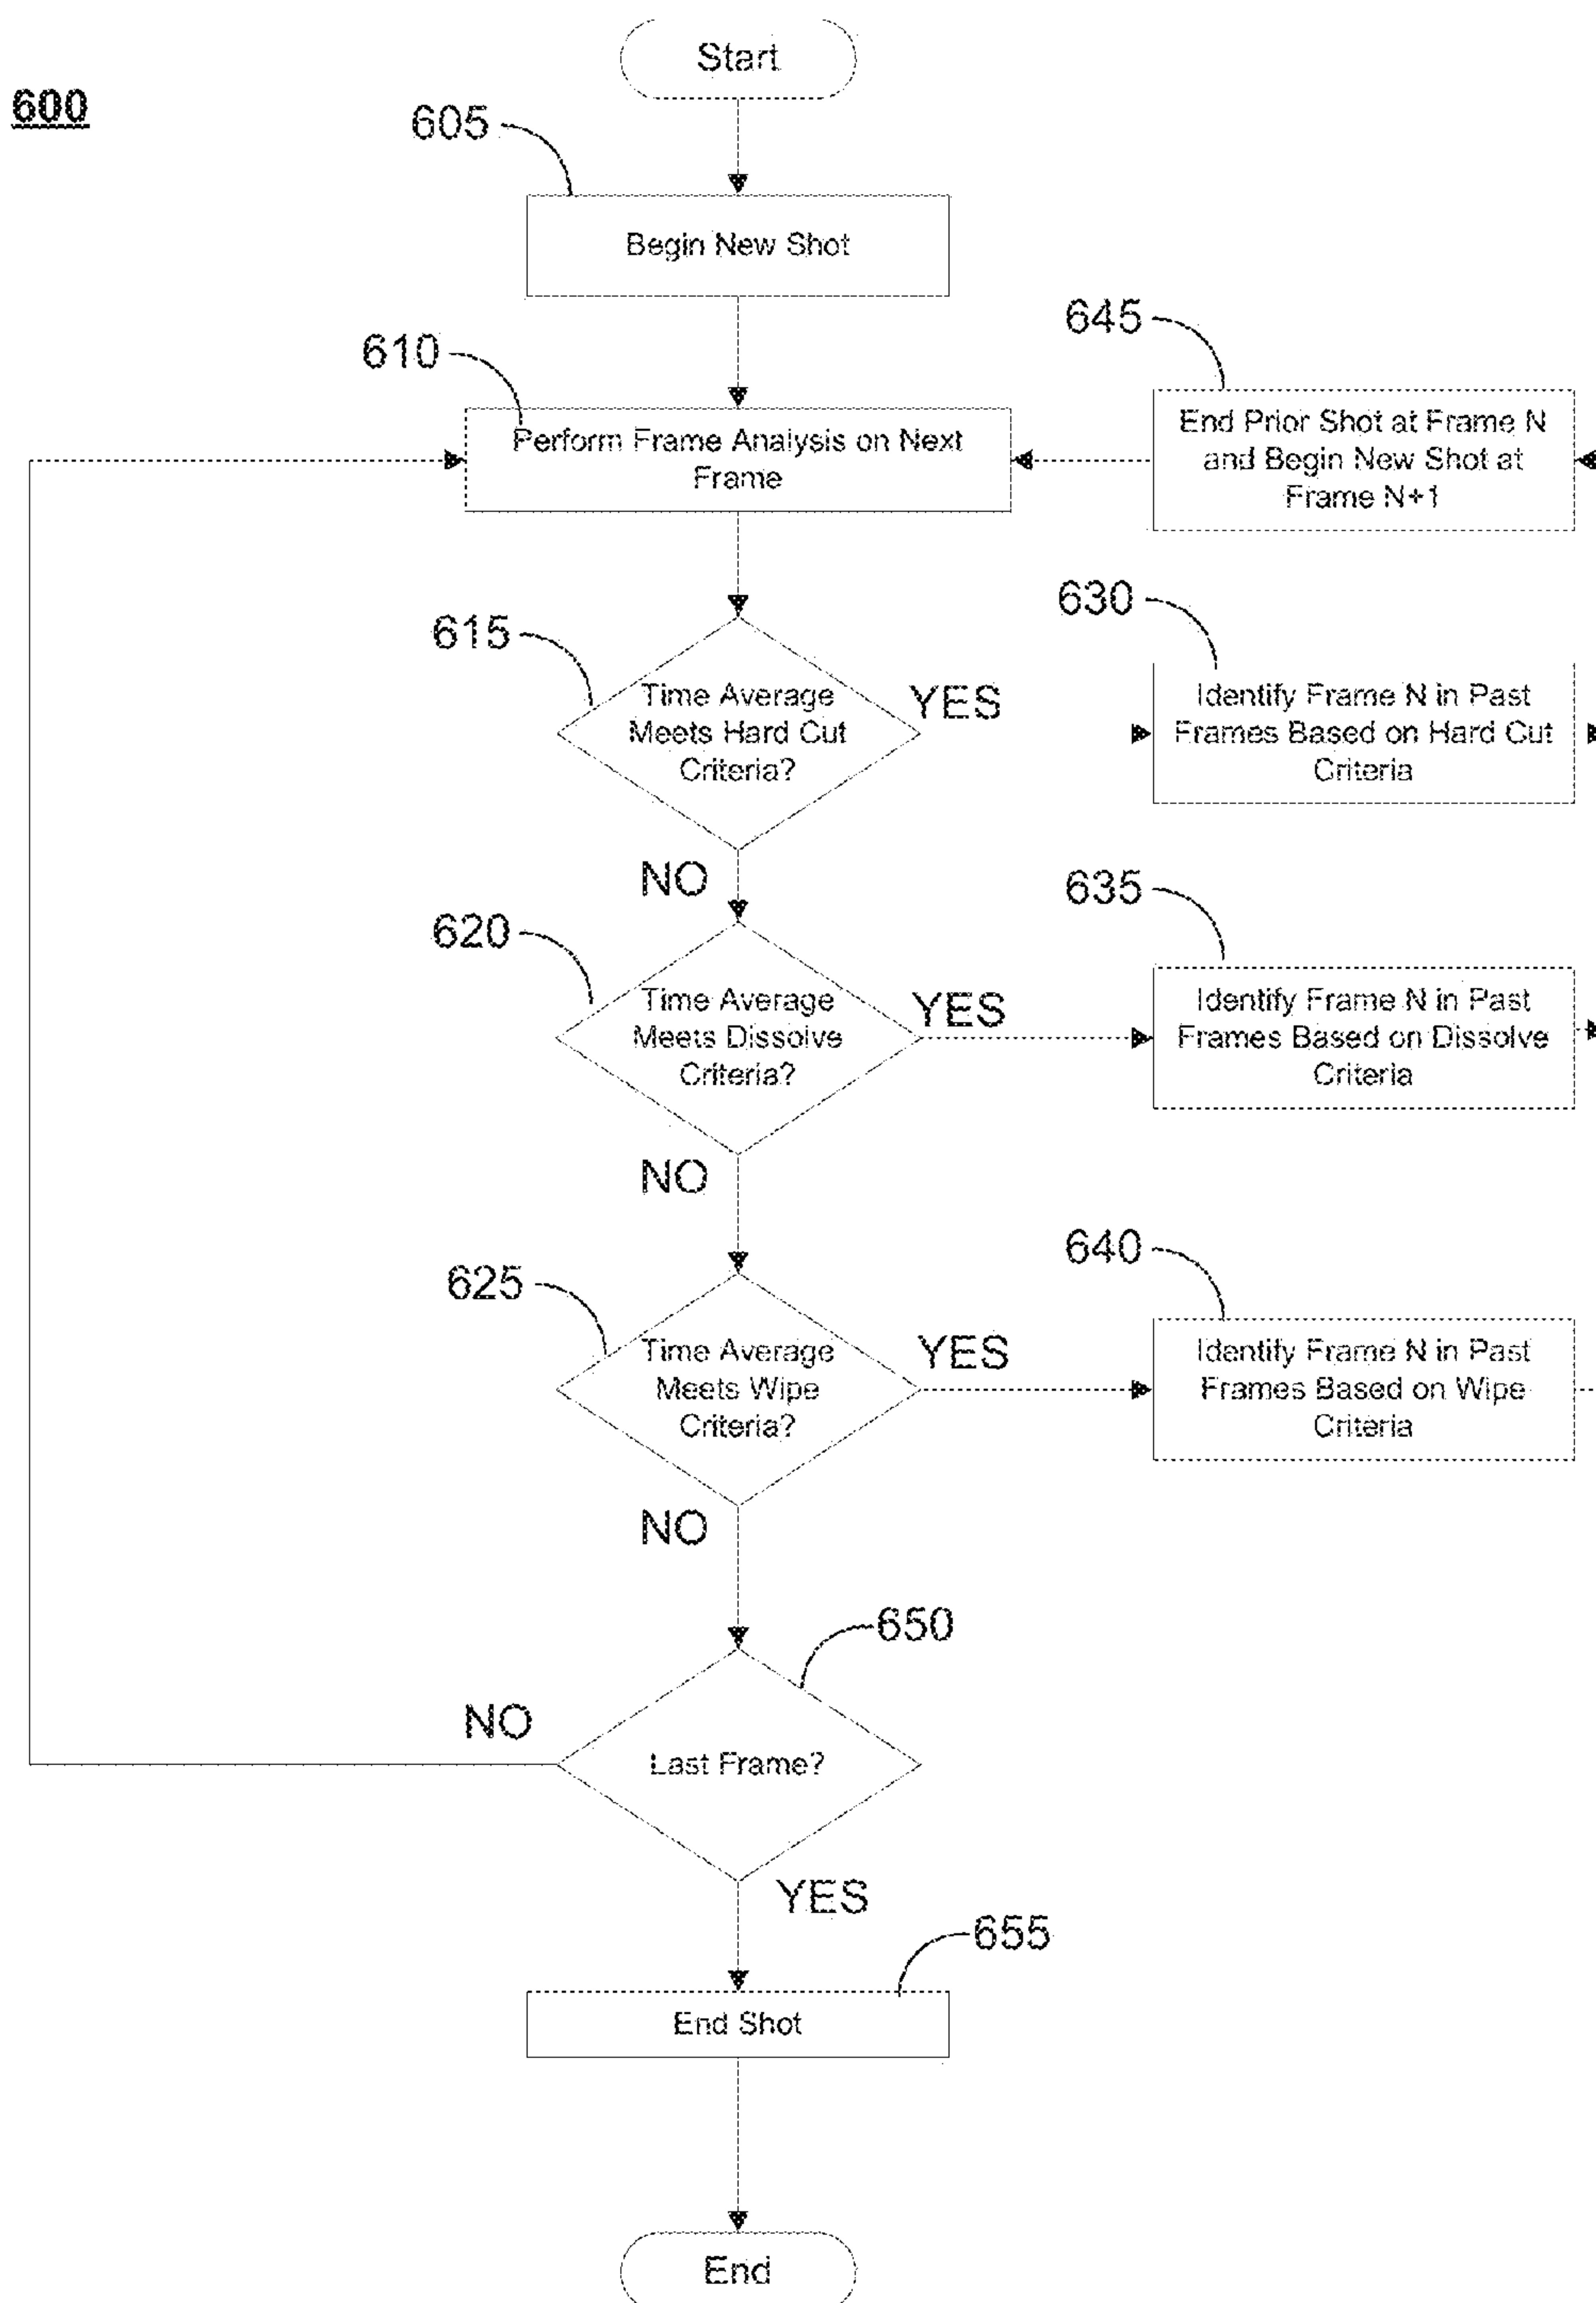 Start
600
605
Begin New Shot
645
610
End Prior Shot at Frame N
and Begin New Shot at
Frame N+1
Perform Frame Analysis on Next
Frame
630
615
Time Average
Meets Hard Cut
Criteria?
YES
Identify Frame N in Past
Frames Based on Hard Cut
Criteria
NO
635
620
Time Average
Meets Dissolve
Criteria?
YES
Identify Frame N in Past
Frames Based on Dissolve
Criteria
NO
640
625
Time Average
Meets Wipe
Criteria?
YES
Identify Frame N in Past
Frames Based on Wipe
Criteria
NO
650
NO
Last Frame?
YES
655
End Shot
End